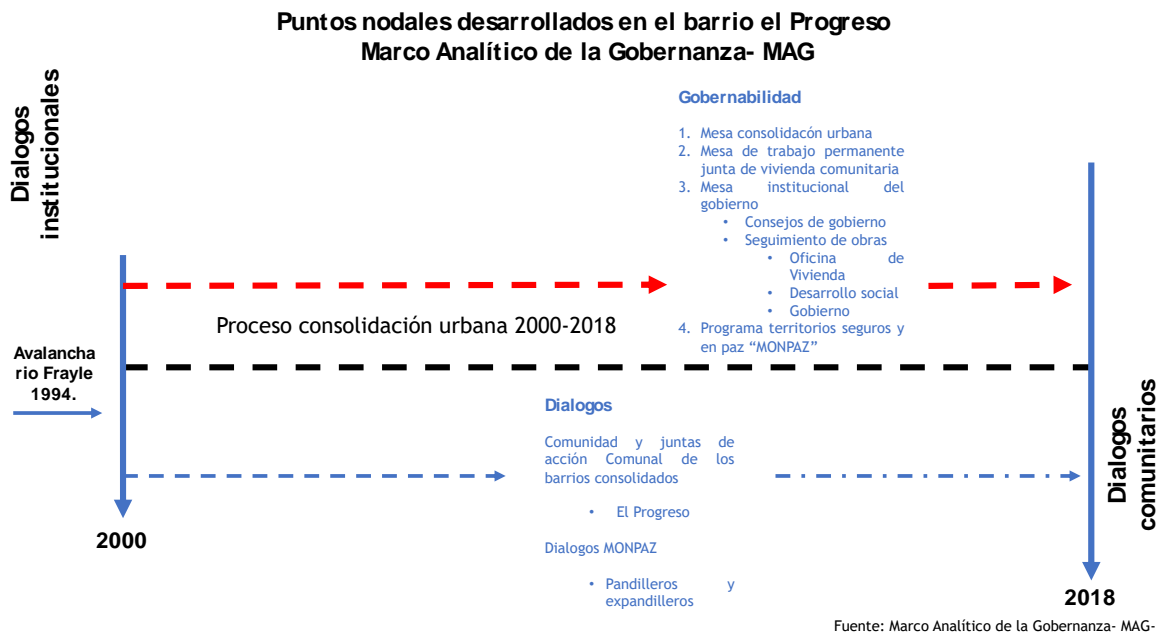 Puntos nodales desarrollados en el barrio el Progreso
Marco Analítico de la Gobernanza- MAG
Dialogos
institucionales
Gobernabilidad
1. Mesa consolidacón urbana
2. Mesa de trabajo permanente
junta de vivienda comunitaria
3. Mesa institucional del
gobierno
• Consejos de gobierno
• Seguimiento de obras
• Oficina de
Vivienda
• Desarrollo social
• Gobierno
4. Programa territorios seguros y
en paz “MONPAZ”
Proceso consolidación urbana 2000-2018
Avalancha
rio Frayle
1994.
Dialogos
Comunidad y juntas de
acción Comunal de los
barrios consolidados
• El Progreso
Dialogos MONPAZ
• Pandilleros y
expandilleros
Dialogos
comunitarios
2000
2018
Fuente: Marco Analítico de la Gobernanza- MAG-